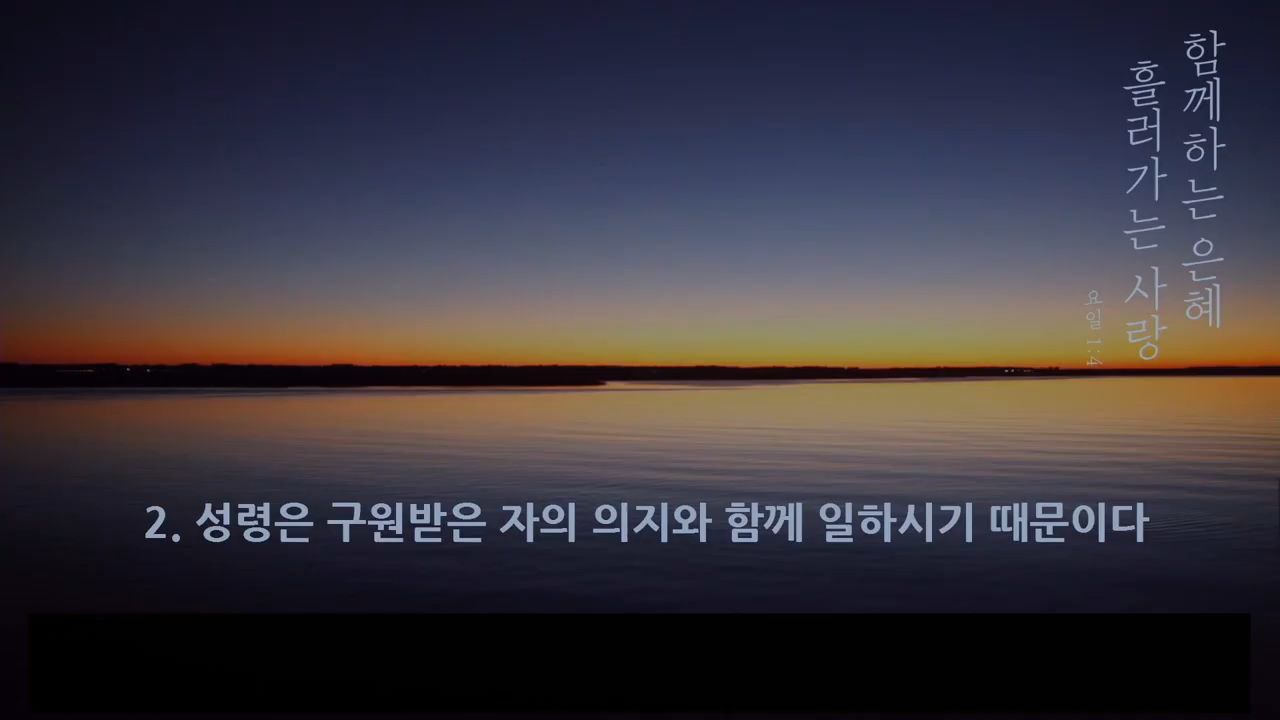 함께하는 은혜
흘러가는 사랑
요일 1:4
2. 성령은 구원받은 자의 의지와 함께 일하시기 때문이다